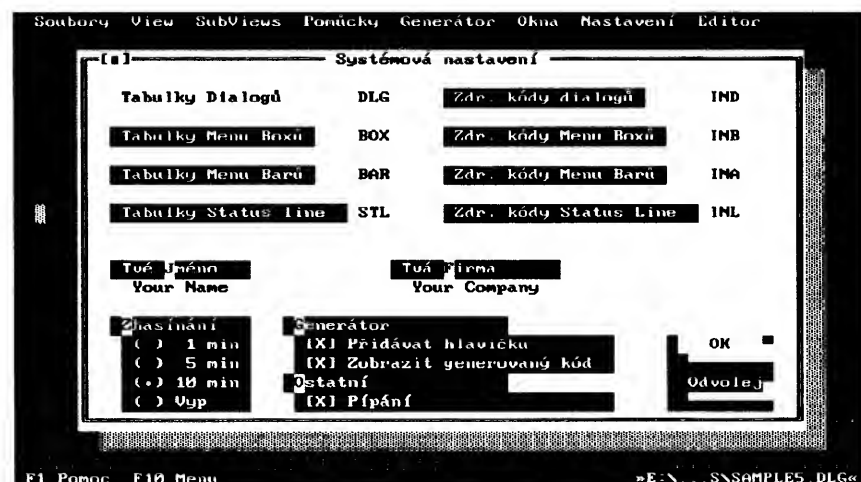 Soubory View SubViews Pomůcky Generátor Okna Nastavení Editor
[■] Systémová nastavení
Tabulky Dialogů DLG Zdr. kódy dialogů IND
Tabulky Menu Boxů BOX Zdr. kódy Menu Boxů INB
Tabulky Menu Barů BAR Zdr. kódy Menu Barů INA
Tabulky Status line STL Zdr. kódy Status Line INL
Tvé Jméno Tvá Firma
Your Name Your Company
Zhasínání Generátor
( ) 1 min [X] Přidávat hlavičku OK
( ) 5 min [X] Zobrazit generovaný kód
(•) 10 min Ostatní Odvolej
( ) Vyp [X] Pípání
F1 Pomoc F10 Menu »E:\...S\SAMPLE5.DLG«